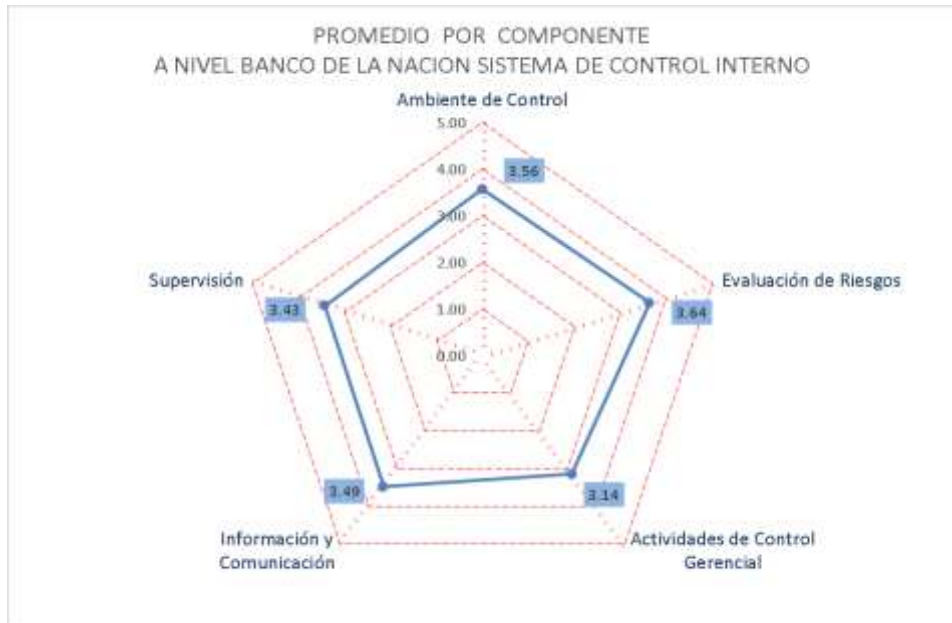 PROMEDIO POR COMPONENTE
A NIVEL BANCO DE LA NACION SISTEMA DE CONTROL INTERNO
Ambiente de Control
5.00
4.00
3.56
3.00
Supervisión
Evaluación de Riesgos
2.00
3.43
1.00
3.64
0.00
3.49
3.14
Información y
Comunicación
Actividades de Control
Gerencial